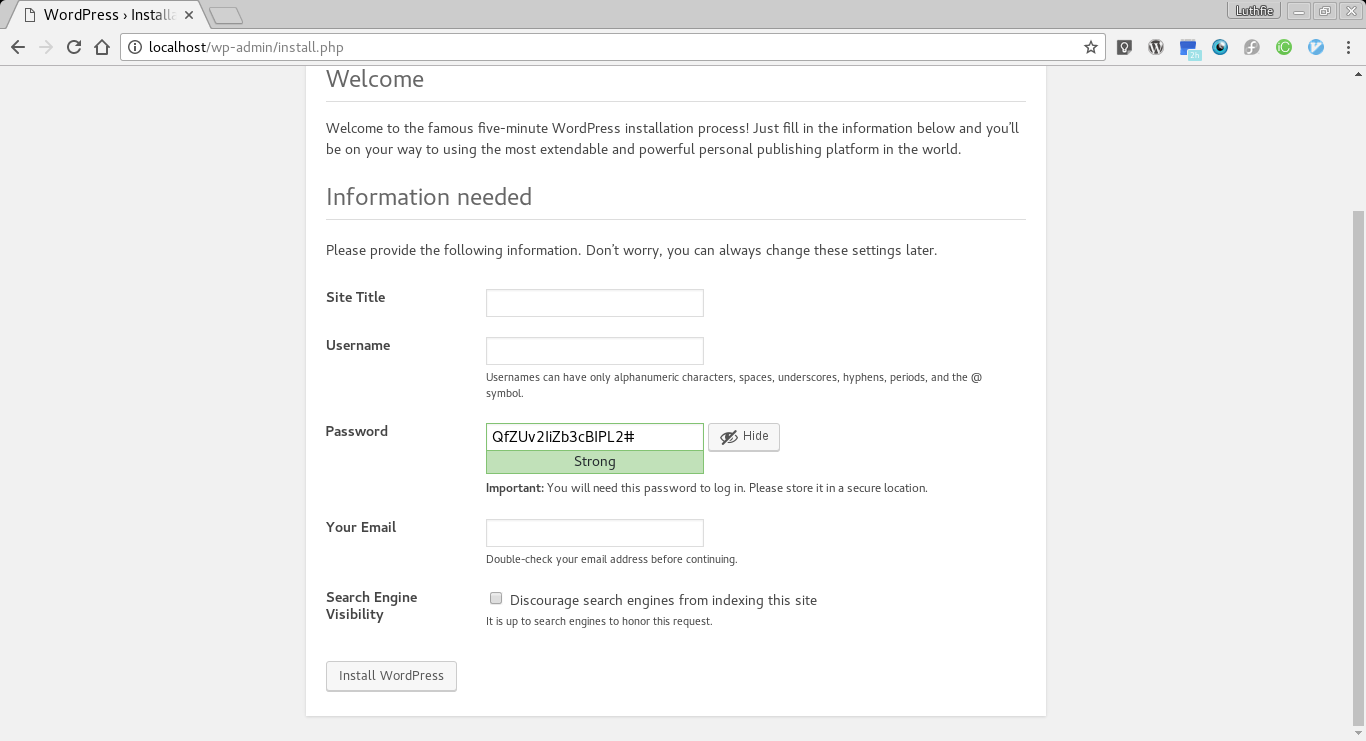 WordPress › Installa
Luthfie
localhost/wp-admin/install.php
2h
Welcome
Welcome to the famous five-minute WordPress installation process! Just fill in the information below and you'll
be on your way to using the most extendable and powerful personal publishing platform in the world.
Information needed
Please provide the following information. Don't worry, you can always change these settings later.
Site Title
Username
Usernames can have only alphanumeric characters, spaces, underscores, hyphens, periods, and the @
symbol.
Password
QfZUv2IiZb3cBIPL2#
Hide
Strong
Important: You will need this password to log in. Please store it in a secure location.
Your Email
Double-check your email address before continuing.
Search Engine
Visibility
Discourage search engines from indexing this site
It is up to search engines to honor this request.
Install WordPress